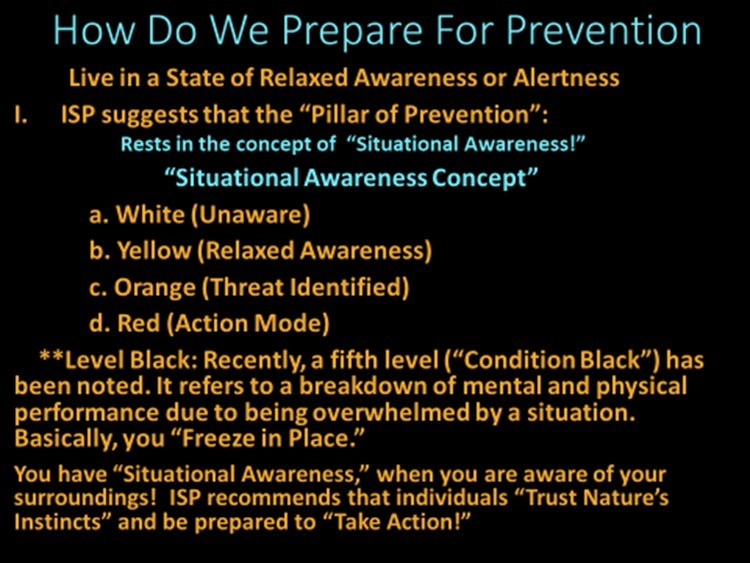 How Do We Prepare For Prevention
Live in a State of Relaxed Awareness or Alertness
I. ISP suggests that the “Pillar of Prevention”:
Rests in the concept of “Situational Awareness!”
“Situational Awareness Concept”
a. White (Unaware)
b. Yellow (Relaxed Awareness)
c. Orange (Threat Identified)
d. Red (Action Mode)
**Level Black: Recently, a fifth level (“Condition Black”) has
been noted. It refers to a breakdown of mental and physical
performance due to being overwhelmed by a situation.
Basically, you “Freeze in Place.”
You have “Situational Awareness,” when you are aware of your
surroundings! ISP recommends that individuals “Trust Nature’s
Instincts” and be prepared to “Take Action!”